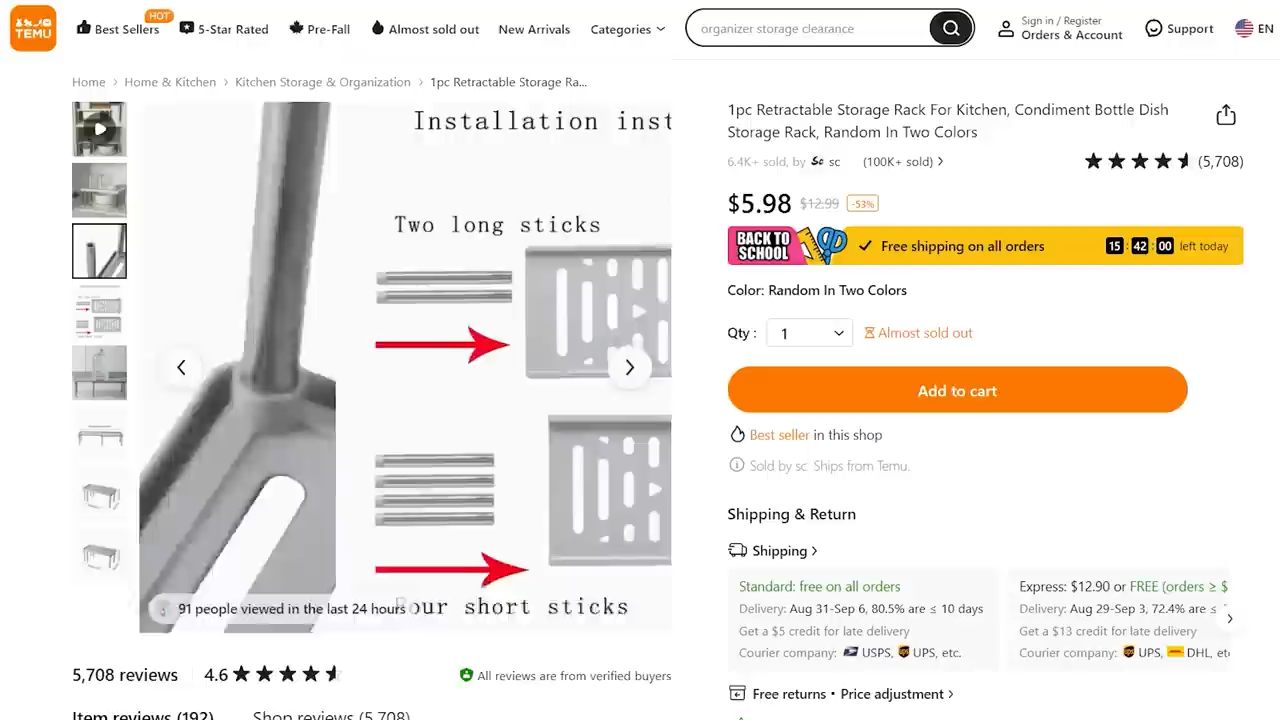 TEMU
Best Sellers
HOT
5-Star Rated
Pre-Fall
Almost sold out
New Arrivals
Categories
organizer storage clearance
Sign in / Register
Orders & Account
Support
EN
Home > Home & Kitchen > Kitchen Storage & Organization > 1pc Retractable Storage Ra...
Installation inst
Two long sticks
our short sticks
91 people viewed in the last 24 hours
5,708 reviews
4.6
All reviews are from verified buyers
Item reviews (192)
Shop reviews (5,708)
1pc Retractable Storage Rack For Kitchen, Condiment Bottle Dish
Storage Rack, Random In Two Colors
6.4K+ sold, by Sc sc (100K+ sold) >
(5,708)
$5.98 $12.99 -53%
BACK TO
SCHOOL
Free shipping on all orders
15 : 42 : 00 left today
Color: Random In Two Colors
Qty : 1
Almost sold out
Add to cart
Best seller in this shop
Sold by sc Ships from Temu.
Shipping & Return
Shipping >
Standard: free on all orders
Delivery: Aug 31-Sep 6, 80.5% are ≤ 10 days
Get a $5 credit for late delivery
Courier company: USPS, UPS, etc.
Express: $12.90 or FREE (orders ≥ $
Delivery: Aug 29-Sep 3, 72.4% are ≤
Get a $13 credit for late delivery
Courier company: UPS, DHL, etc
Free returns • Price adjustment >